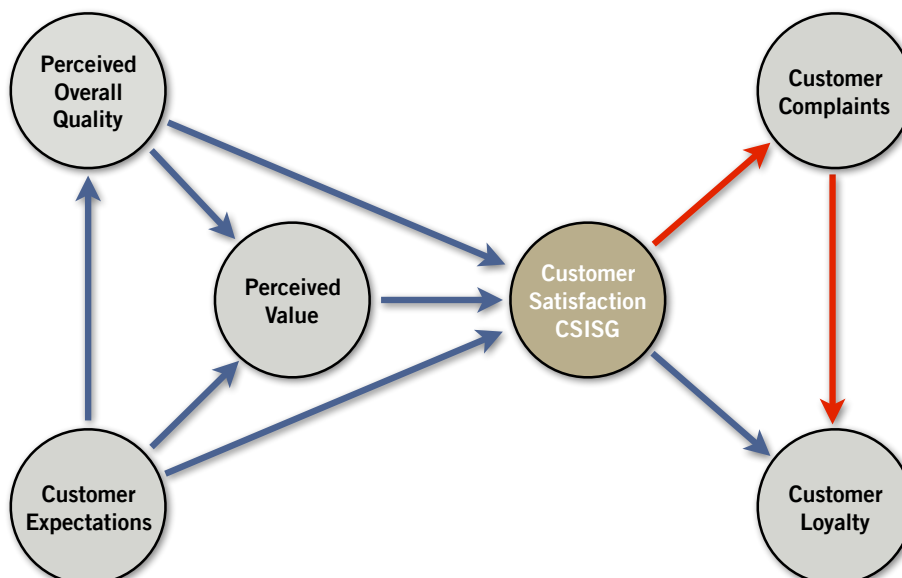 Perceived
Overall
Quality
Customer
Complaints
Perceived
Value
Customer
Satisfaction
CSISG
Customer
Expectations
Customer
Loyalty